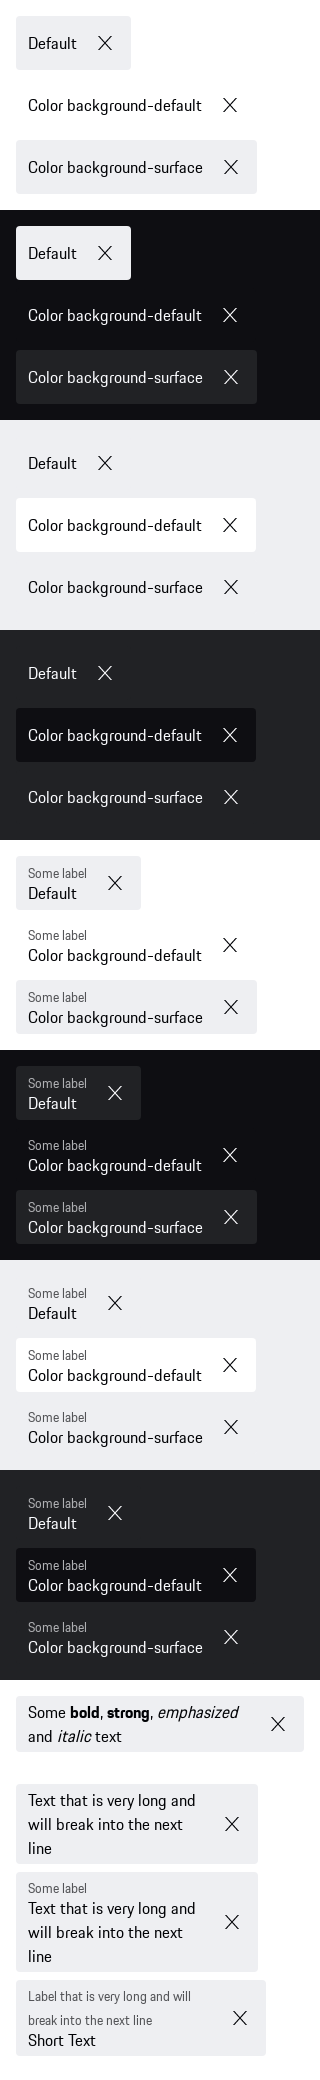 Default
Color background-default
Color background-surface
Default
Color background-default
Color background-surface
Default
Color background-default
Color background-surface
Default
Color background-default
Color background-surface
Some label
Default
Some label
Color background-default
Some label
Color background-surface
Some label
Default
Some label
Color background-default
Some label
Color background-surface
Some label
Default
Some label
Color background-default
Some label
Color background-surface
Some label
Default
Some label
Color background-default
Some label
Color background-surface
Some bold, strong, emphasized
and italic text
Text that is very long and
will break into the next
line
Some label
Text that is very long and
will break into the next
line
Label that is very long and will
break into the next line
Short Text